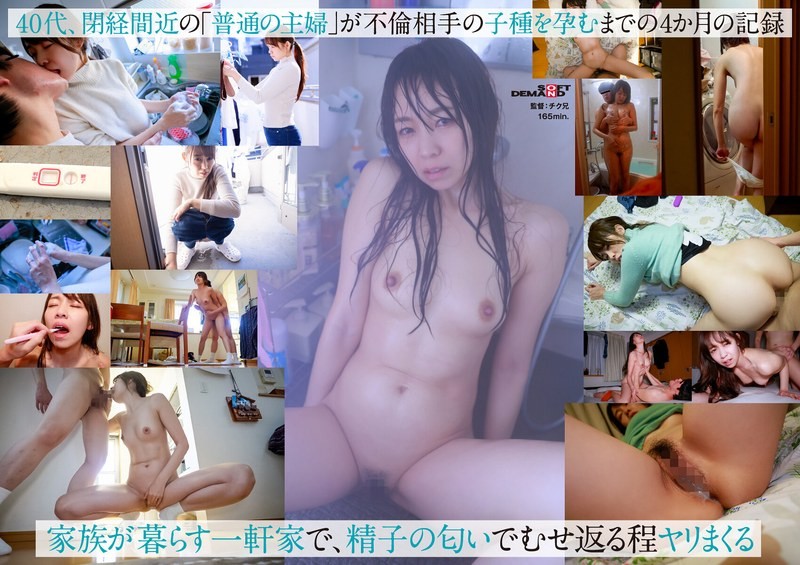 40代、閉経間近の「普通の主婦」が不倫相手の子種を孕むまでの4か月の記録
SOFT
ON
DEMAND
監督：チク兄
165min.
家族が暮らす一軒家で、精子の匂いでむせ返る程ヤリまくる